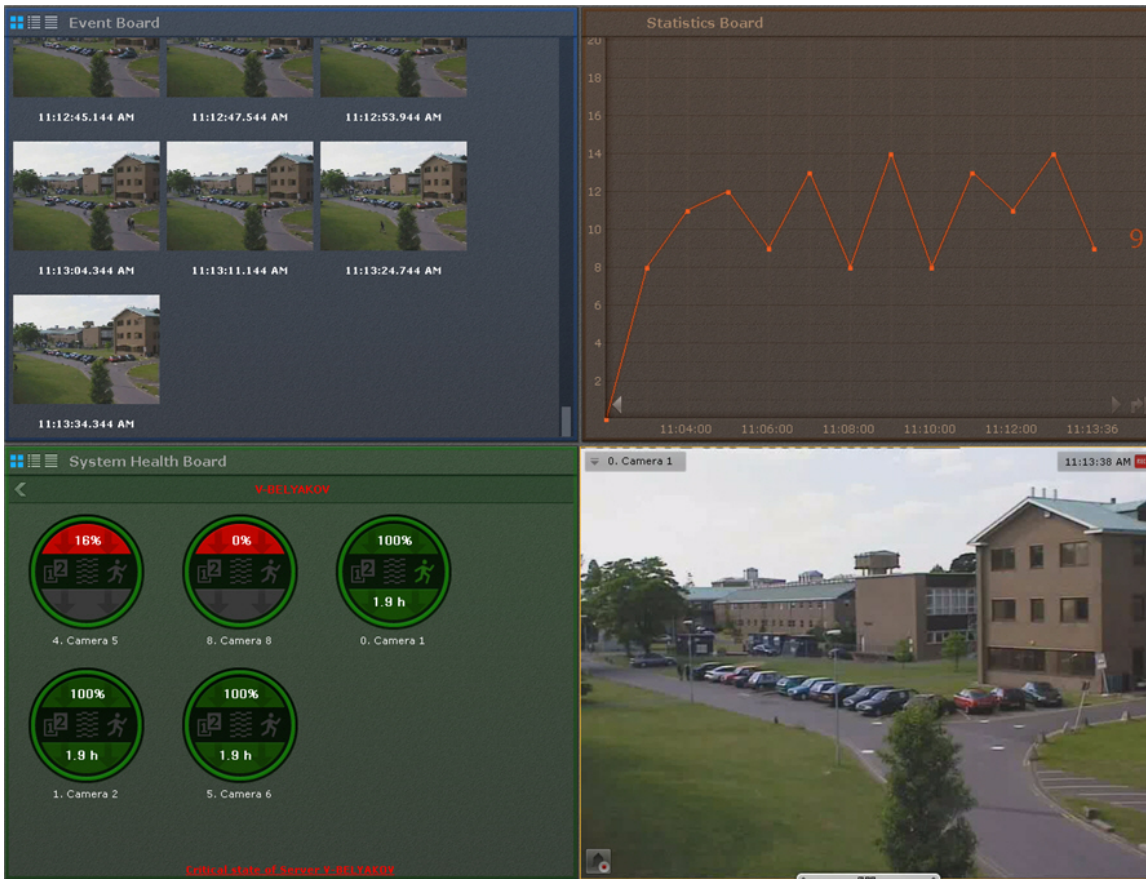 Event Board
11:12:45.144 AM 11:12:47.544 AM 11:12:53.944 AM
11:13:04.344 AM 11:13:11.144 AM 11:13:24.744 AM
11:13:34.344 AM
Statistics Board
20
18
16
14
12
10
8
6
4
2
9
11:04:00 11:06:00 11:08:00 11:10:00 11:12:00 11:13:36
System Health Board
V-BELYAKOV
16% 0% 100%
12 12 12
1.9 h
4. Camera 5 8. Camera 8 0. Camera 1
100% 100%
12 12
1.9 h 1.9 h
1. Camera 2 5. Camera 6
Critical state of Server V-BELYAKOV
0. Camera 1 11:13:38 AM